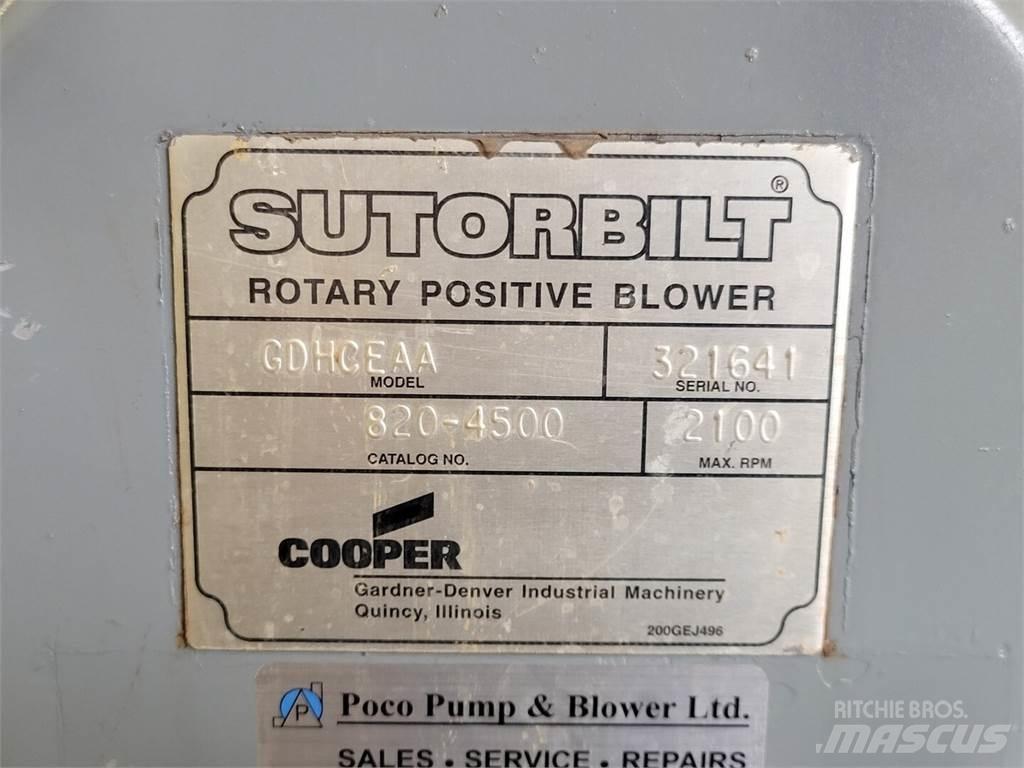 SUTORBILT®
ROTARY POSITIVE BLOWER
GDHCEAA 321641
MODEL SERIAL NO.
820-4500 2100
CATALOG NO. MAX. RPM
COOPER
Gardner-Denver Industrial Machinery
Quincy, Illinois
200GEJ496
P Poco Pump & Blower Ltd.
SALES • SERVICE • REPAIRS
RITCHIE BROS.
MASCUS